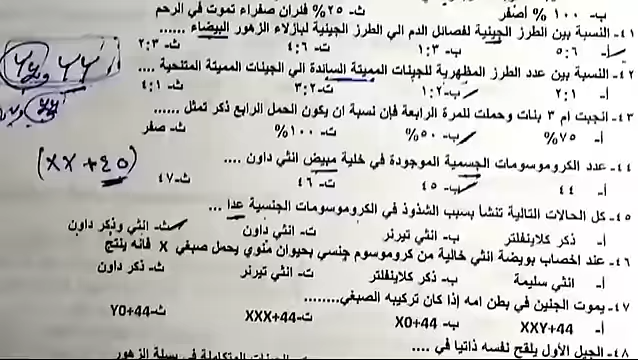 ب- ١٠٠ % أصفر ث- ٢٥% فئران صفراء تموت في الرحم
٤١- النسبة بين الطرز الجينية لفصائل الدم الي الطرز الجينية لبازلاء الزهور البيضاء ......
أ- ٥:٦ ب- ١:٣ ت- ٤:٦ ث- ٢:٣
٤٢- النسبة بين عدد الطرز المظهرية للجينات المميتة السائدة الي الجينات المميتة المتنحية ....
أ- ٢:١ ب- ١:٢ ت- ٣:٢ ث- ٤:١
٤٣- انجبت ام ٣ بنات وحملت للمرة الرابعة فإن نسبة ان يكون الحمل الرابع ذكر تمثل ......
أ- ٧٥% ب- ٥٠% ت- ١٠٠% ث- صفر
٤٤- عدد الكروموسومات الجسمية الموجودة في خلية مبيض انثي داون ....
أ- ٤٤ ب- ٤٥ ت- ٤٦ ث- ٤٧
(XX + ٤٥)
٤٥- كل الحالات التالية تنشأ بسبب الشذوذ في الكروموسومات الجنسية عدا ...
أ- ذكر كلاينفلتر ب- انثي تيرنر ت- انثي داون ث- انثي وذكر داون
٤٦- عند اخصاب بويضة انثي خالية من كروموسوم جنسي بحيوان منوي يحمل صبغي X فانه ينتج
أ- انثي سليمة ب- ذكر كلاينفلتر ت- انثي تيرنر ث- ذكر داون
٤٧- يموت الجنين في بطن امه إذا كان تركيبه الصبغي.........
أ- XXY+44 ب- X0+44 ت- XXX+44 ث- Y0+44
٤٨- الجيل الأول يلقح نفسه ذاتيا في ....